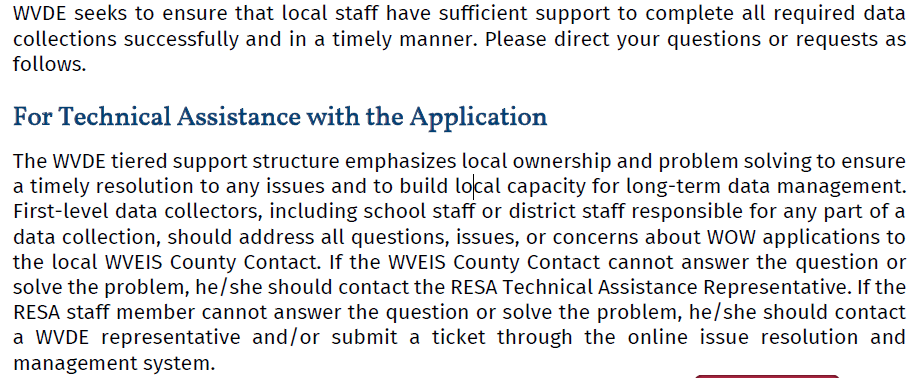 WVDE seeks to ensure that local staff have sufficient support to complete all required data
collections successfully and in a timely manner. Please direct your questions or requests as
follows.
For Technical Assistance with the Application
The WVDE tiered support structure emphasizes local ownership and problem solving to ensure
a timely resolution to any issues and to build local capacity for long-term data management.
First-level data collectors, including school staff or district staff responsible for any part of a
data collection, should address all questions, issues, or concerns about WOW applications to
the local WVEIS County Contact. If the WVEIS County Contact cannot answer the question or
solve the problem, he/she should contact the RESA Technical Assistance Representative. If the
RESA staff member cannot answer the question or solve the problem, he/she should contact
a WVDE representative and/or submit a ticket through the online issue resolution and
management system.